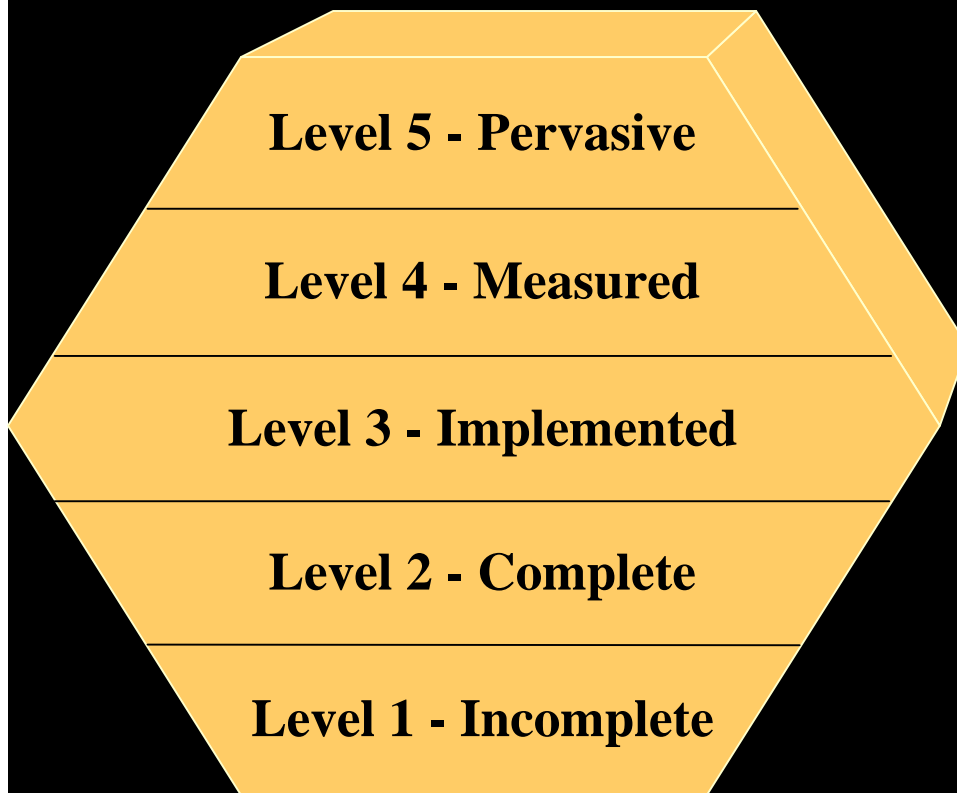 Level 5 - Pervasive
Level 4 - Measured
Level 3 - Implemented
Level 2 - Complete
Level 1 - Incomplete